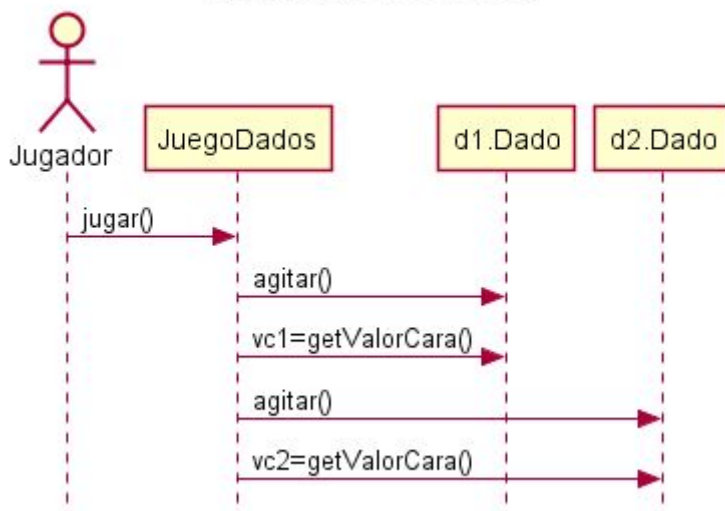 Jugador
JuegoDados
d1.Dado
d2.Dado
jugar()
agitar()
vc1=getValorCara()
agitar()
vc2=getValorCara()